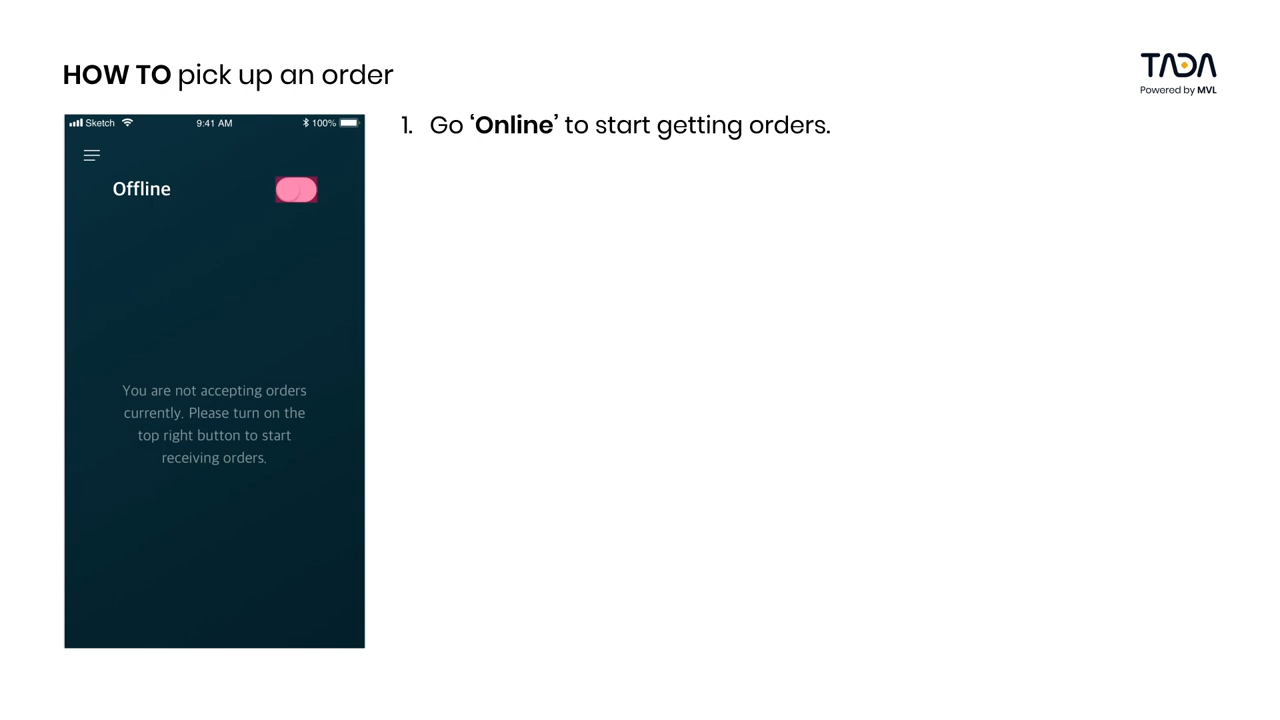 HOW TO pick up an order
TADA
Powered by MVL
Sketch 9:41 AM 100%
1. Go ‘Online’ to start getting orders.
Offline
You are not accepting orders
currently. Please turn on the
top right button to start
receiving orders.